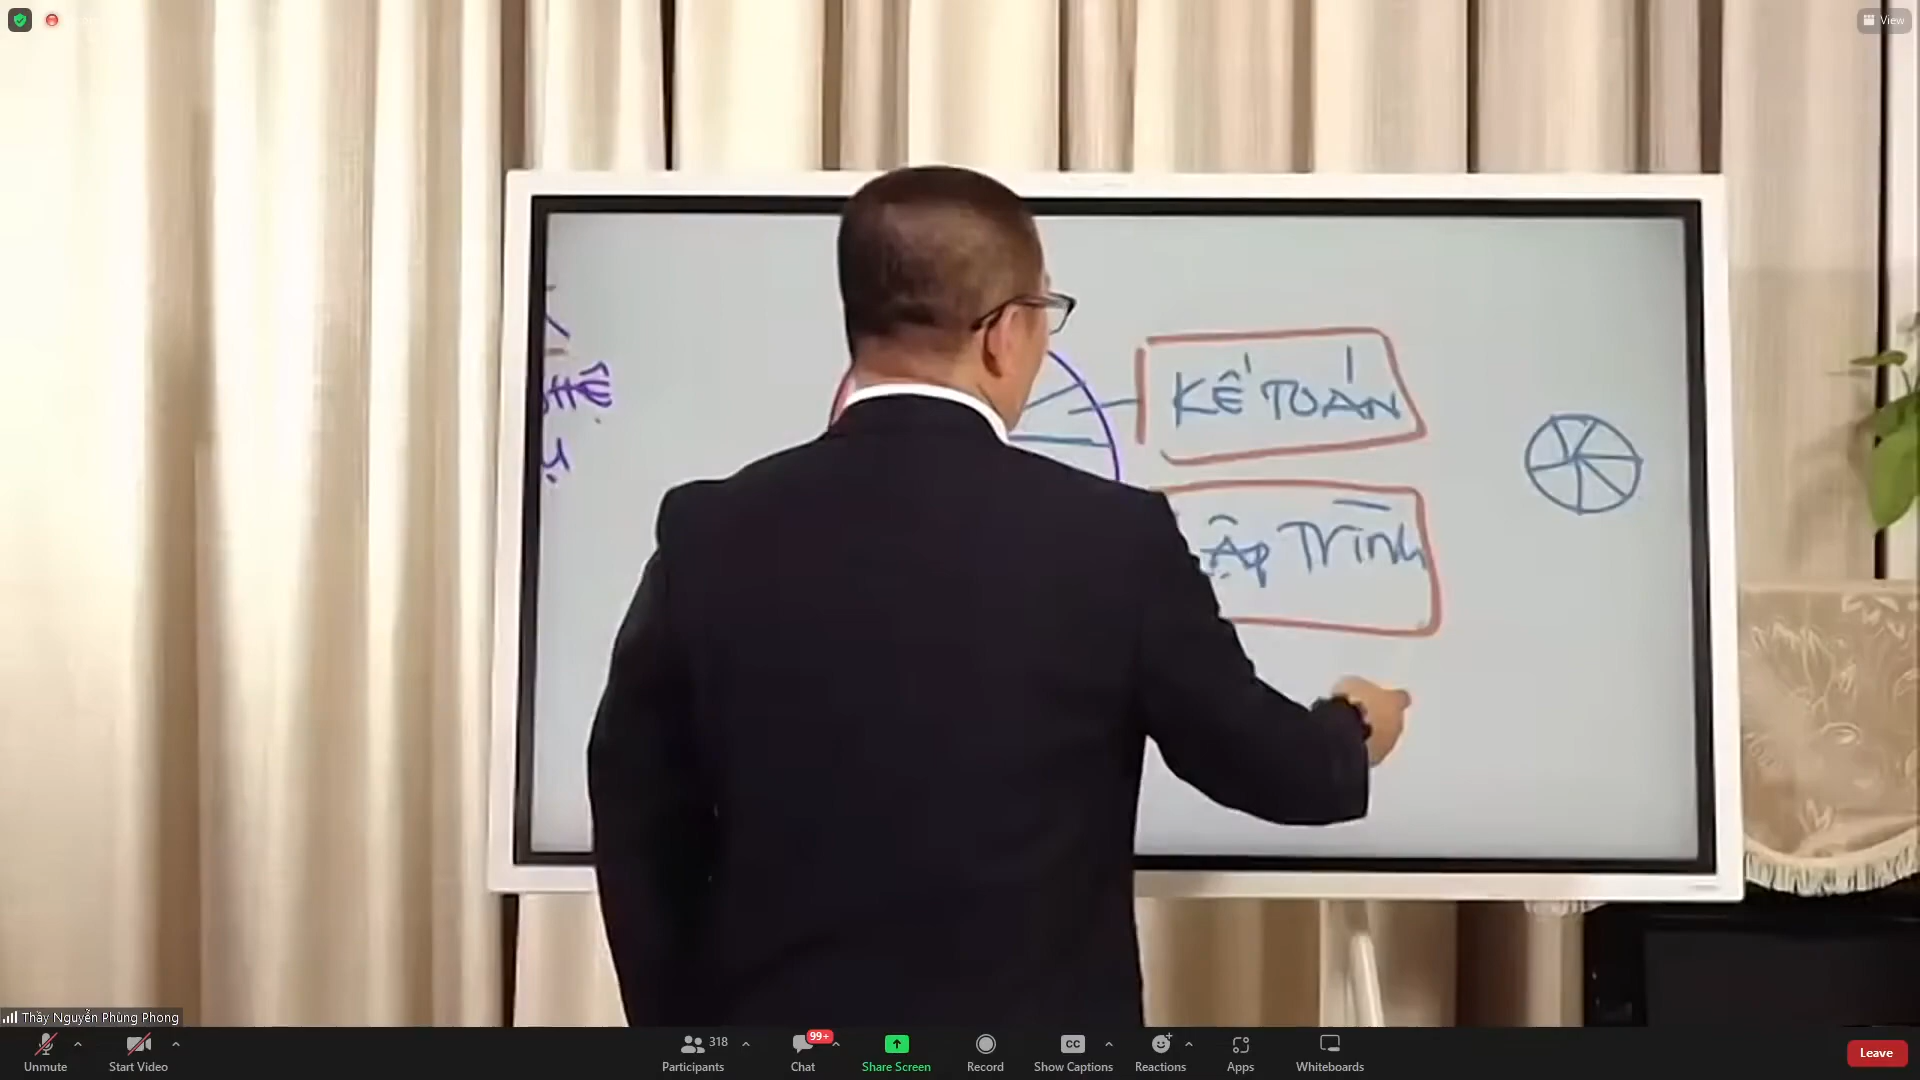 View
KẾ TOÁN
Trình
Thầy Nguyễn Phùng Phong
Unmute
Start Video
318
Participants
99+
Chat
Share Screen
Record
CC
Show Captions
Reactions
Apps
Whiteboards
Leave